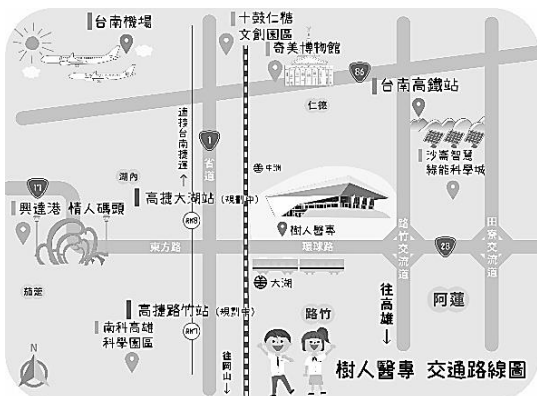 台南機場
十鼓仁糖
文創園區
奇美博物館
86
台南高鐵站
仁德
連接台南捷運
1
省道
沙崙智慧
綠能科學城
湖內
中洲
17
高捷大湖站(規劃中)
RK8
興達港 情人碼頭
樹人醫專
東方路
環球路
路竹交流道
28
田寮交流道
茄萣
大湖
高捷路竹站(規劃中)
RK7
路竹
往高雄
阿蓮
南科高雄
科學園區
往岡山
N
樹人醫專 交通路線圖